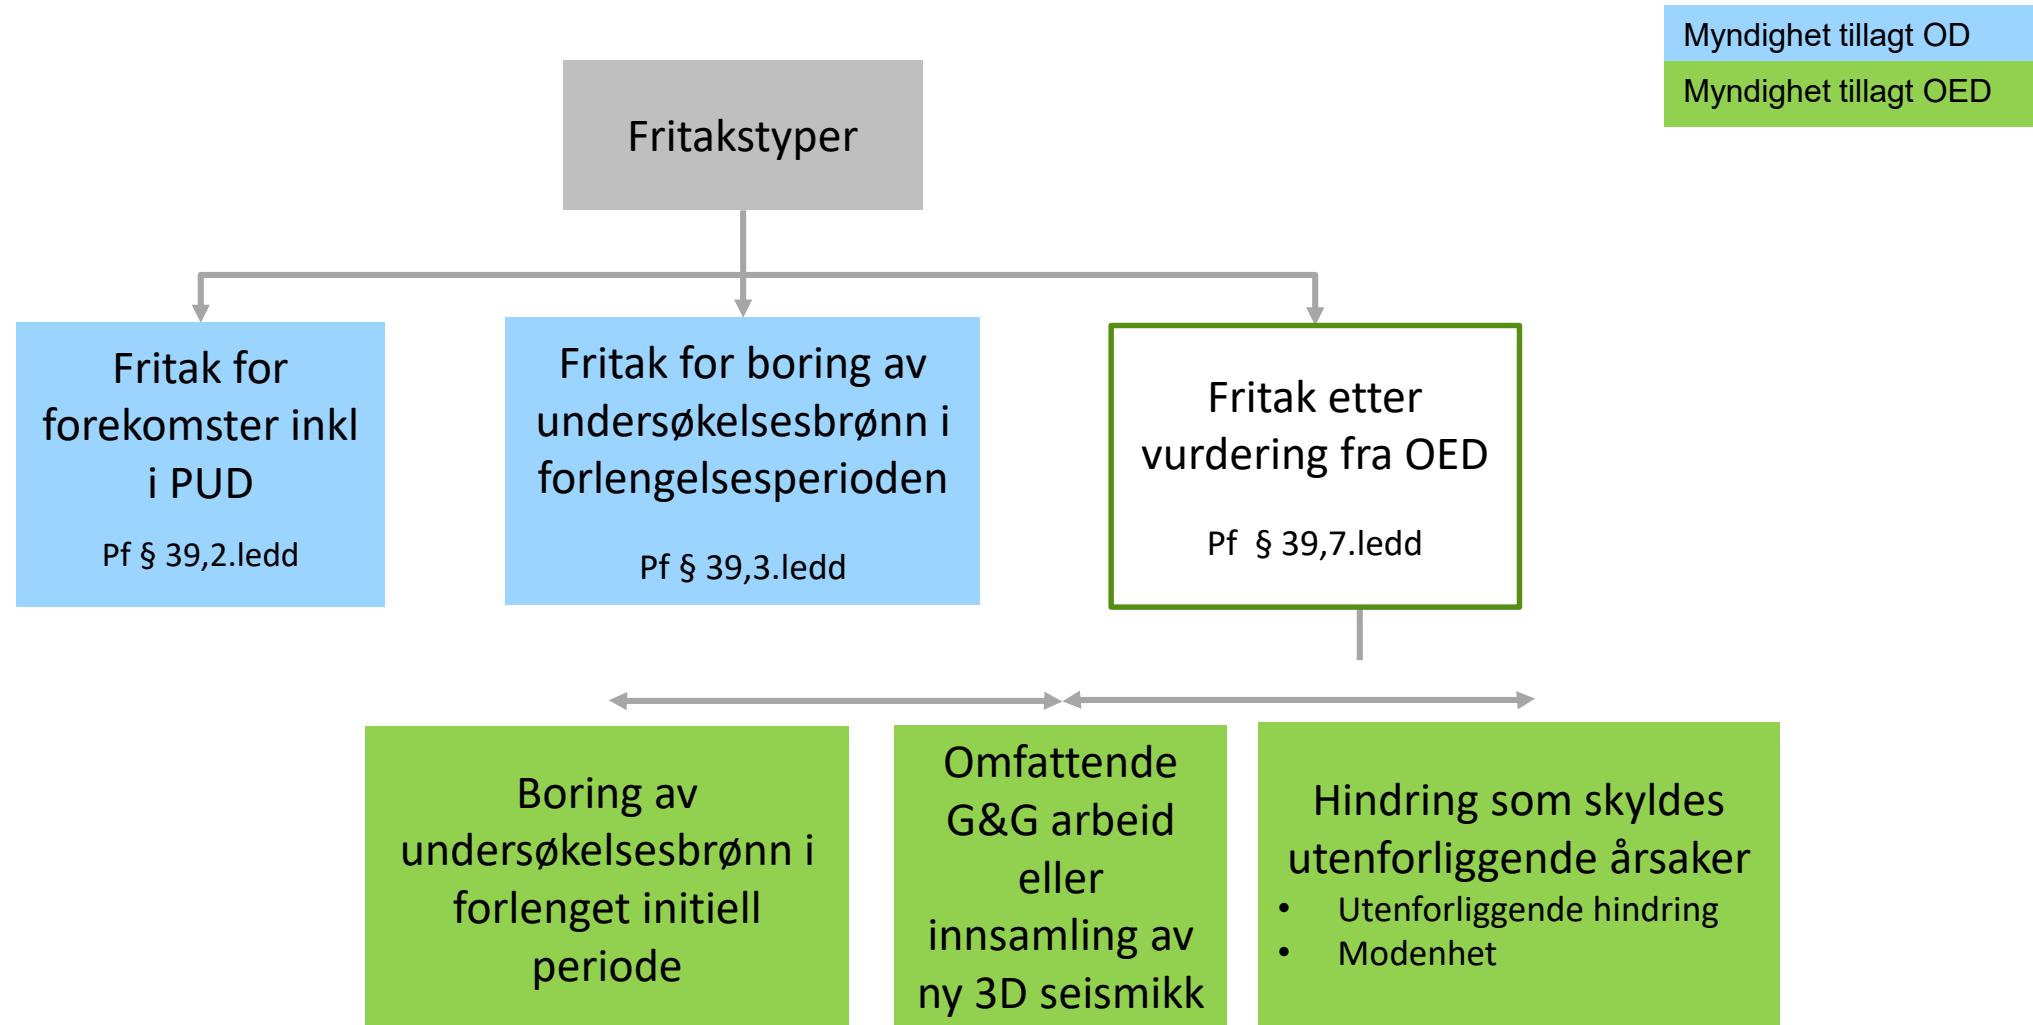 Myndighet tillagt OD
Myndighet tillagt OED
Fritakstyper
Fritak for
forekomster inkl
i PUD
Pf § 39,2.ledd
Fritak for boring av
undersøkelsesbrønn i
forlengelsesperioden
Pf § 39,3.ledd
Fritak etter
vurdering fra OED
Pf § 39,7.ledd
Boring av
undersøkelsesbrønn i
forlenget initiell
periode
Omfattende
G&G arbeid
eller
innsamling av
ny 3D seismikk
Hindring som skyldes
utenforliggende årsaker
• Utenforliggende hindring
• Modenhet